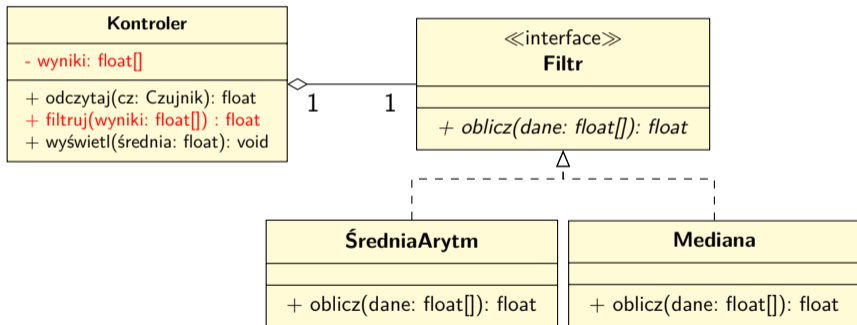 Kontroler
- wyniki: float[]
+ odczytaj(cz: Czujnik): float
+ filtruj(wyniki: float[]) : float
+ wyświetl(średnia: float): void
1
1
≪interface≫
Filtr
+ oblicz(dane: float[]): float
ŚredniaArytm
+ oblicz(dane: float[]): float
Mediana
+ oblicz(dane: float[]): float